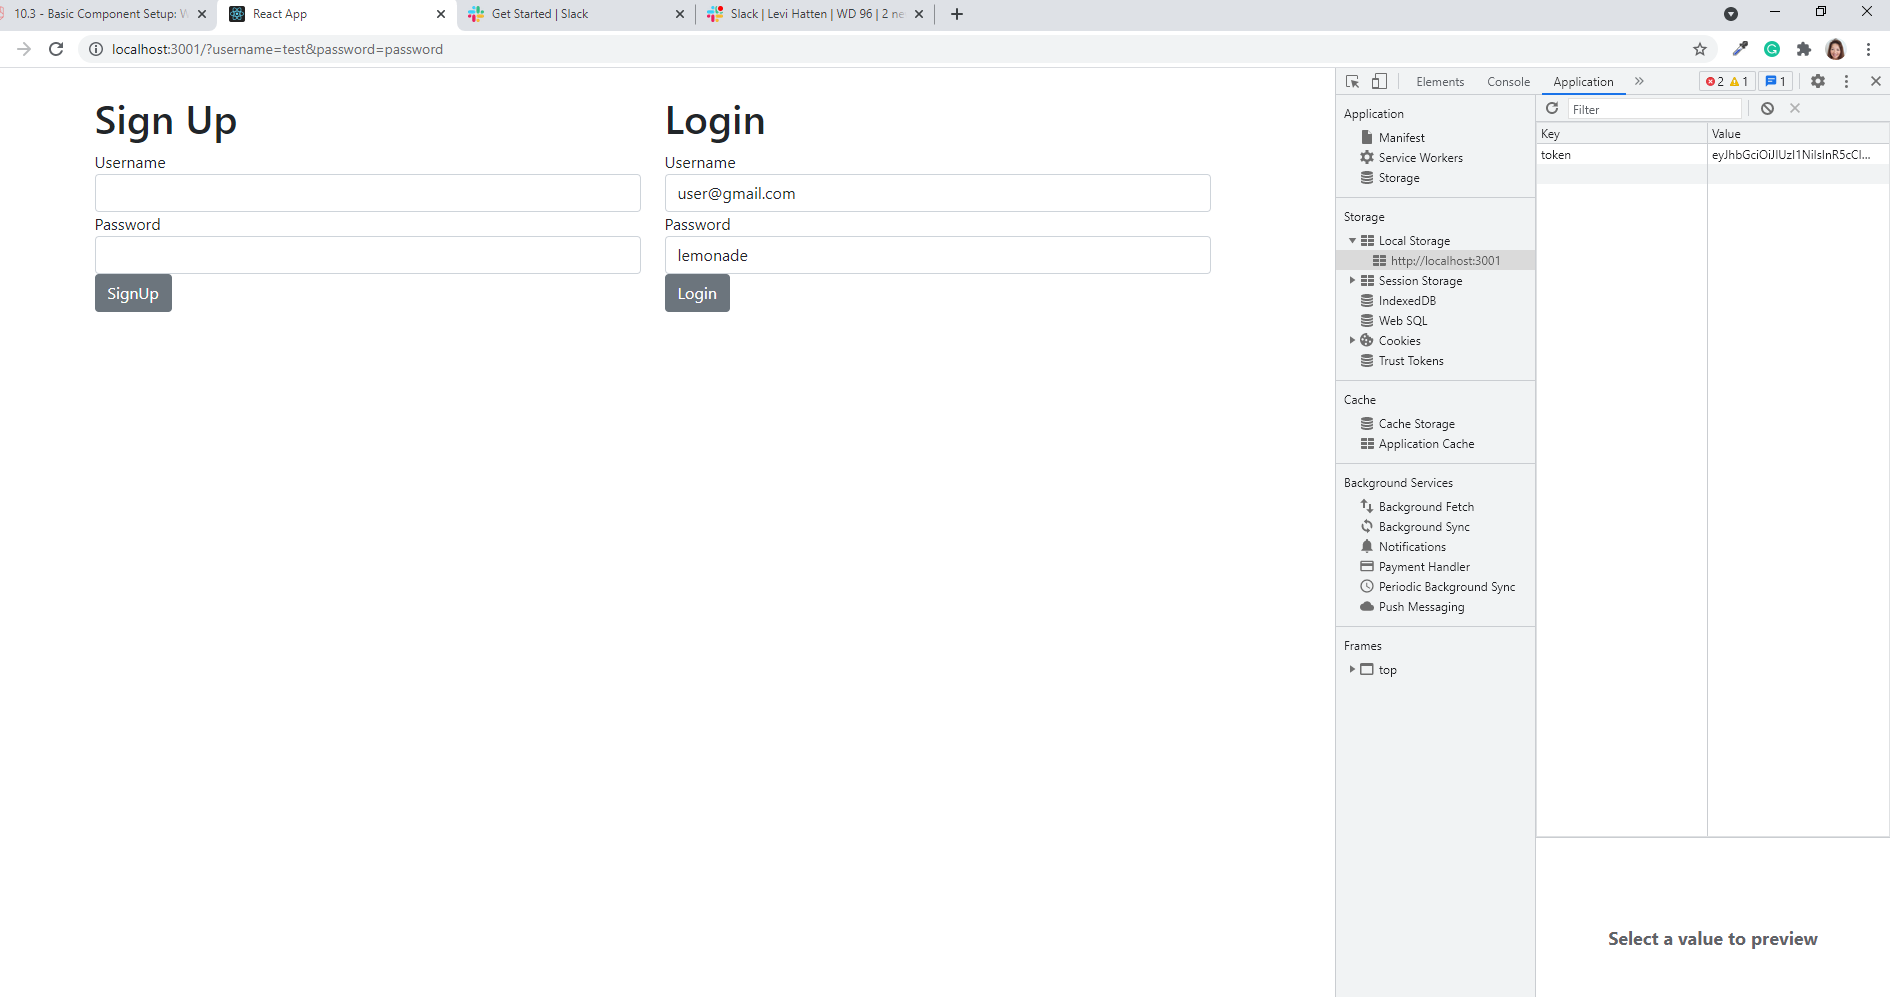 10.3 - Basic Component Setup: W
React App
Get Started | Slack
Slack | Levi Hatten | WD 96 | 2 ne
localhost:3001/?username=test&password=password
Elements
Console
Application
2
1
1
Sign Up
Username
Password
SignUp
Login
Username
user@gmail.com
Password
lemonade
Login
Application
Manifest
Service Workers
Storage
Storage
Local Storage
http://localhost:3001
Session Storage
IndexedDB
Web SQL
Cookies
Trust Tokens
Cache
Cache Storage
Application Cache
Background Services
Background Fetch
Background Sync
Notifications
Payment Handler
Periodic Background Sync
Push Messaging
Frames
top
Filter
Key Value
token eyJhbGciOiJIUzI1NiIsInR5cCI...
Select a value to preview